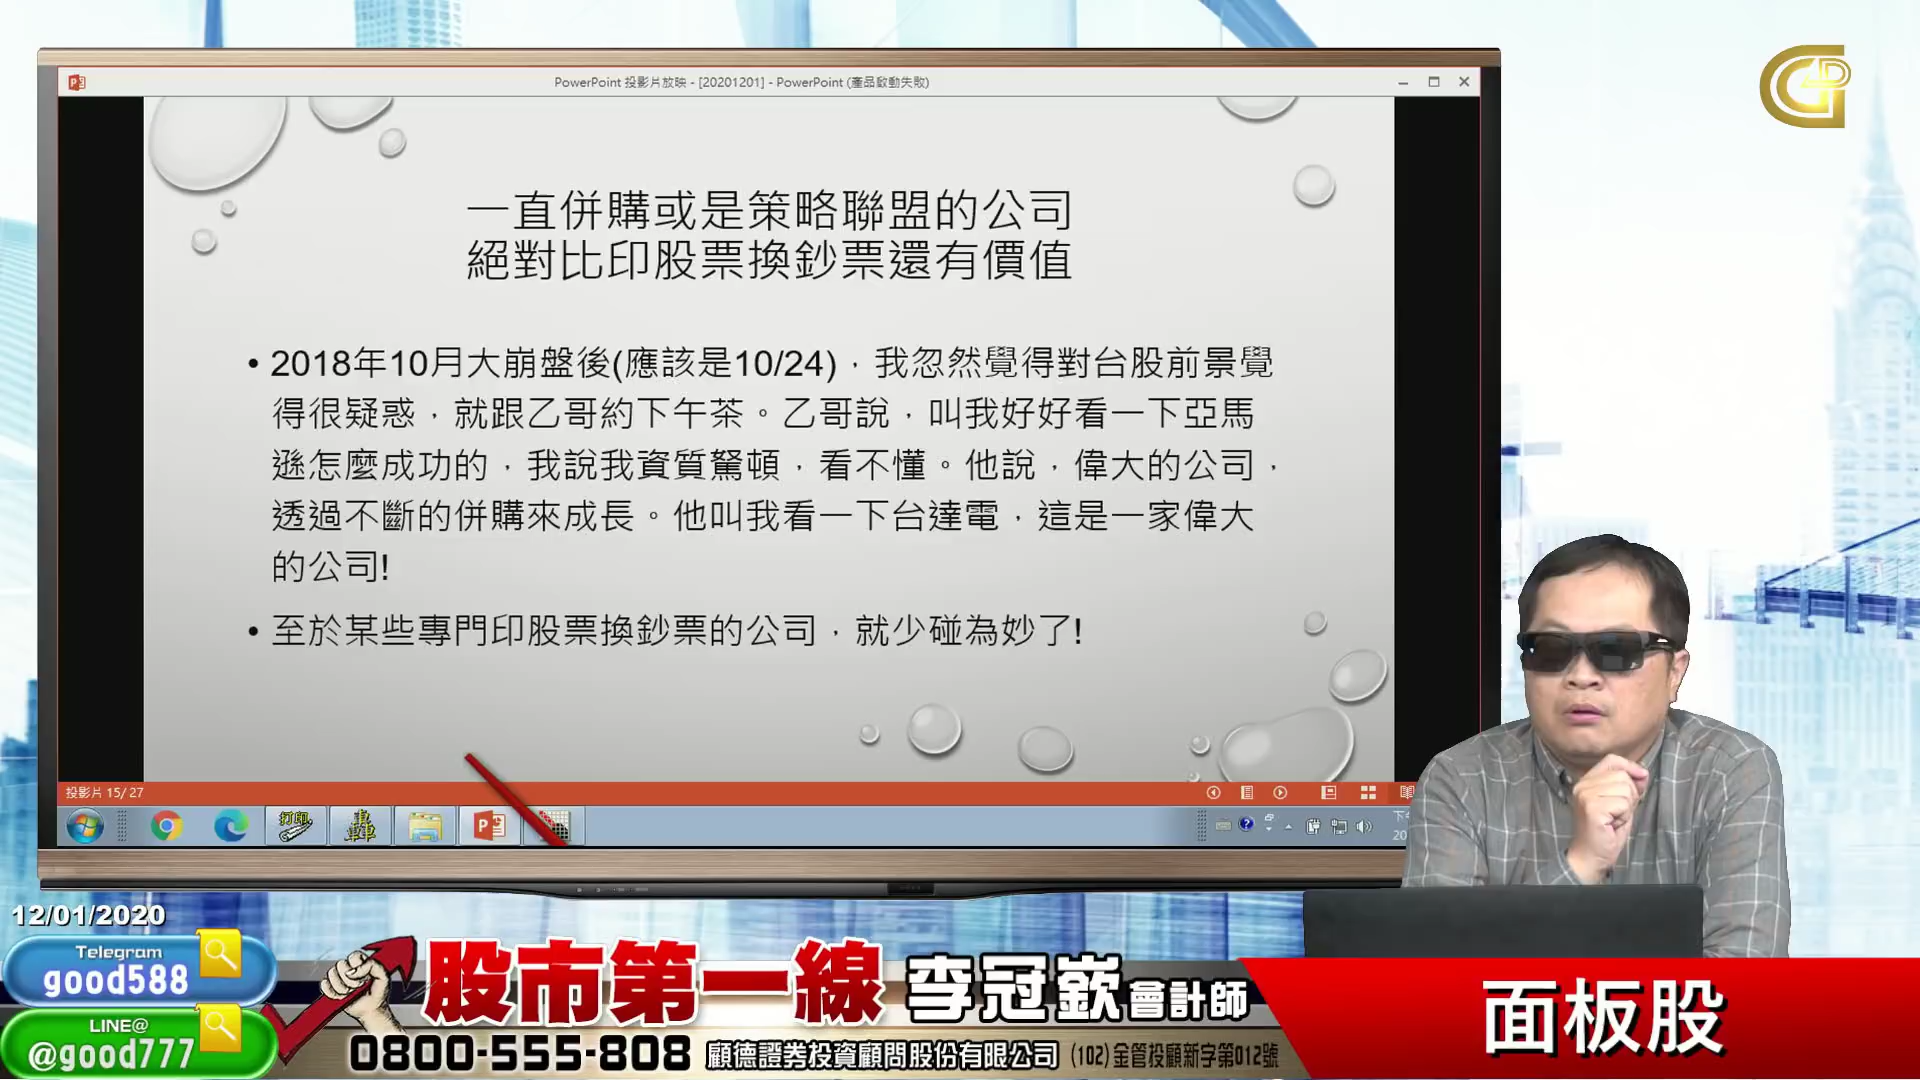 PowerPoint 投影片放映 - [20201201] - PowerPoint (產品啟動失敗)
一直併購或是策略聯盟的公司
絕對比印股票換鈔票還有價值
• 2018年10月大崩盤後(應該是10/24)，我忽然覺得對台股前景覺
得很疑惑，就跟乙哥約下午茶。乙哥說，叫我好好看一下亞馬
遜怎麼成功的，我說我資質駑頓，看不懂。他說，偉大的公司，
透過不斷的併購來成長。他叫我看一下台達電，這是一家偉大
的公司!
• 至於某些專門印股票換鈔票的公司，就少碰為妙了!
投影片 15/ 27
打印
12/01/2020
Telegram
good588
LINE@
@good777
股市第一線 李冠嶔會計師
0800-555-808 顧德證券投資顧問股份有限公司 (102)金管投顧新字第012號
面板股